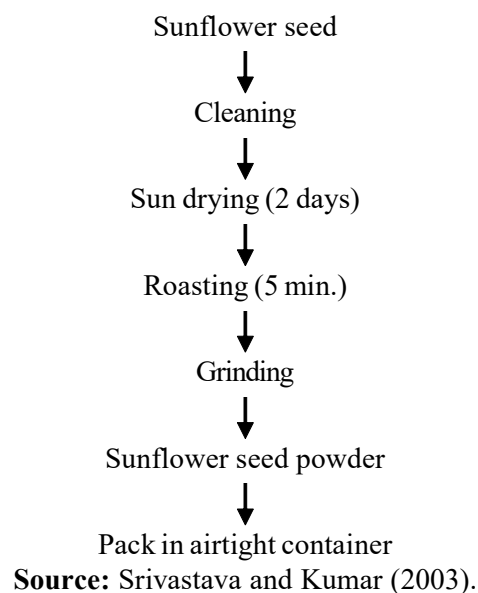 Sunflower seed
Cleaning
Sun drying (2 days)
Roasting (5 min.)
Grinding
Sunflower seed powder
Pack in airtight container
Source: Srivastava and Kumar (2003).